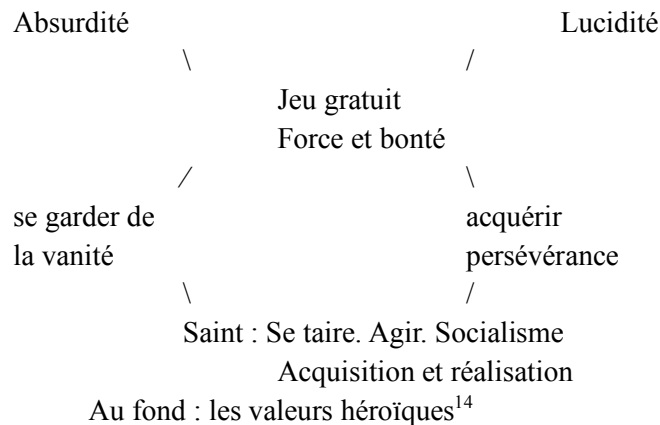 Absurdité Lucidité
\ /
Jeu gratuit
Force et bonté
/ \
se garder de acquérir
la vanité persévérance
\ /
Saint : Se taire. Agir. Socialisme
Acquisition et réalisation
Au fond : les valeurs héroïques14